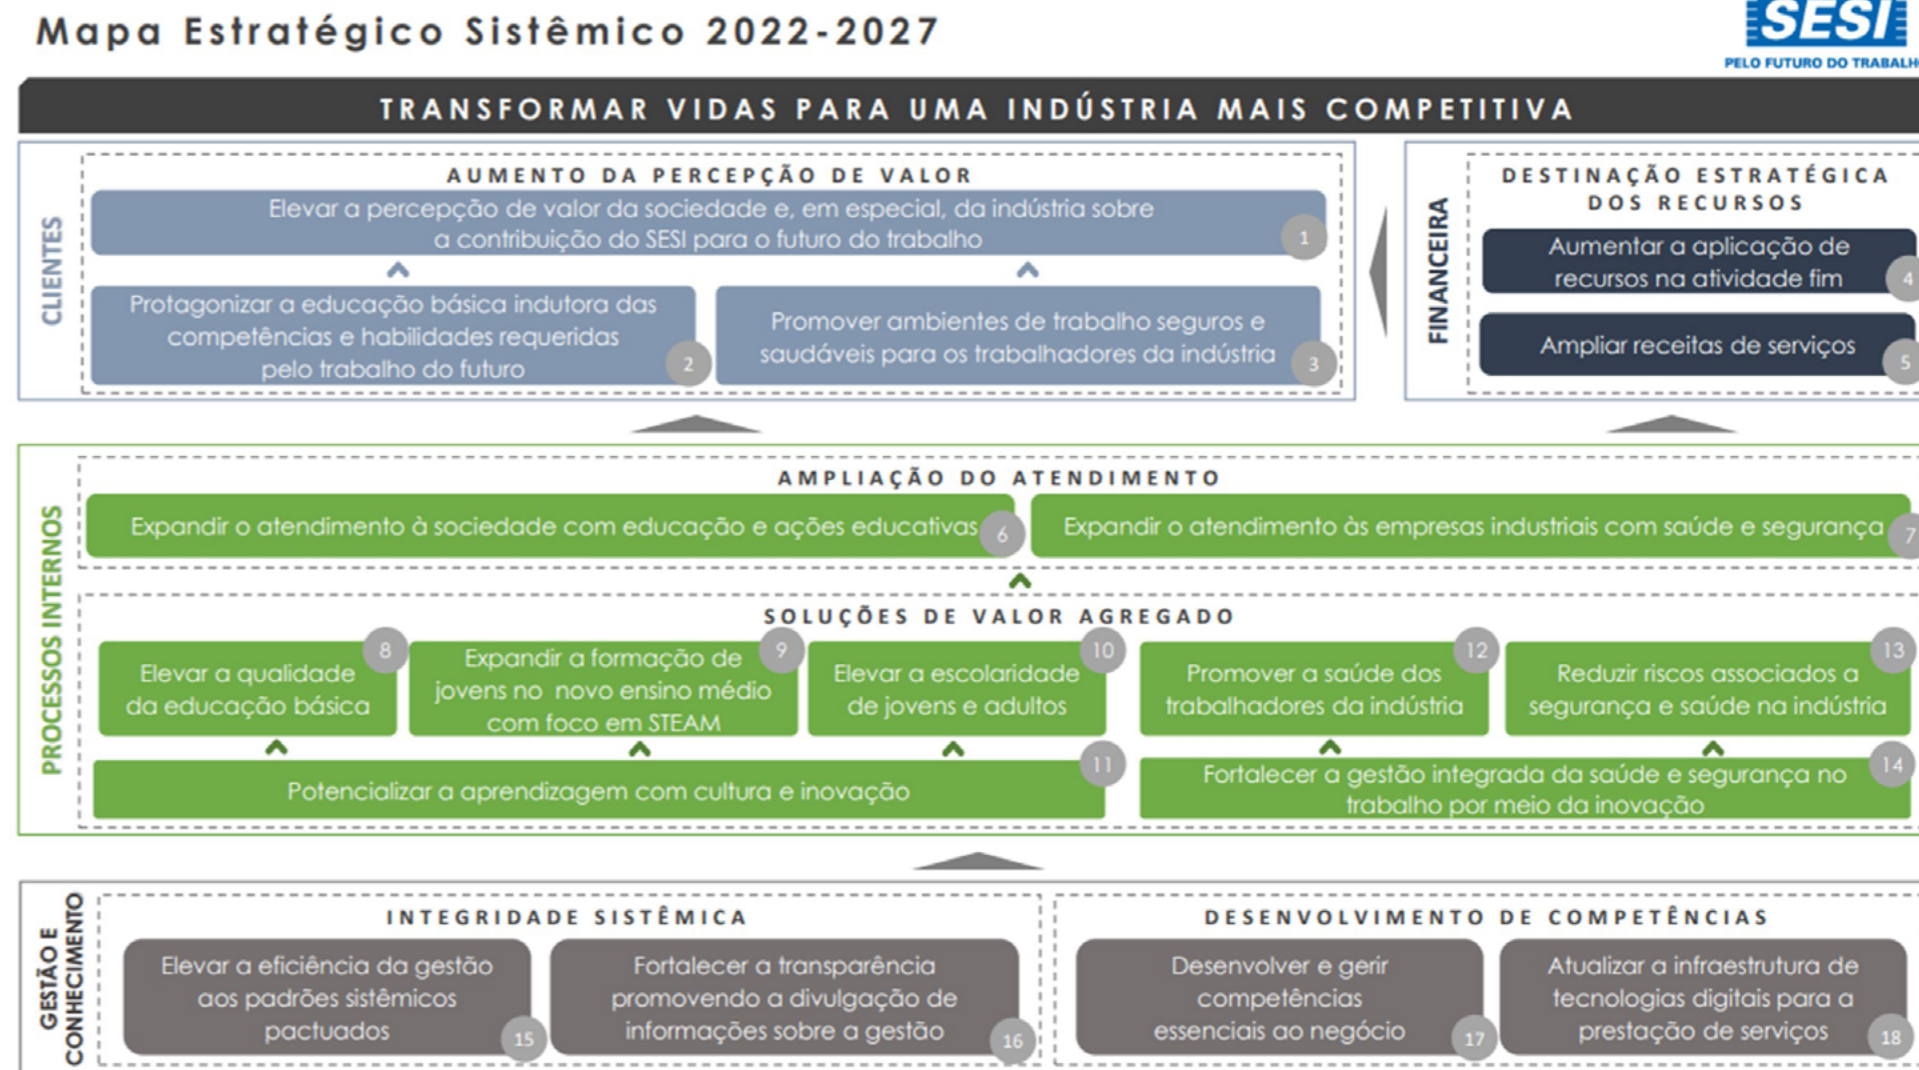 Mapa Estratégico Sistêmico 2022-2027
SESI
PELO FUTURO DO TRABALHO
TRANSFORMAR VIDAS PARA UMA INDÚSTRIA MAIS COMPETITIVA
CLIENTES
AUMENTO DA PERCEPÇÃO DE VALOR
Elevar a percepção de valor da sociedade e, em especial, da indústria sobre
a contribuição do SESI para o futuro do trabalho
1
Protagonizar a educação básica indutora das
competências e habilidades requeridas
pelo trabalho do futuro
2
Promover ambientes de trabalho seguros e
saudáveis para os trabalhadores da indústria
3
FINANCEIRA
DESTINAÇÃO ESTRATÉGICA
DOS RECURSOS
Aumentar a aplicação de
recursos na atividade fim
4
Ampliar receitas de serviços
5
PROCESSOS INTERNOS
AMPLIAÇÃO DO ATENDIMENTO
Expandir o atendimento à sociedade com educação e ações educativas
6
Expandir o atendimento às empresas industriais com saúde e segurança
7
SOLUÇÕES DE VALOR AGREGADO
Elevar a qualidade
da educação básica
8
Expandir a formação de
jovens no novo ensino médio
com foco em STEAM
9
Elevar a escolaridade
de jovens e adultos
10
Potencializar a aprendizagem com cultura e inovação
11
Promover a saúde dos
trabalhadores da indústria
12
Reduzir riscos associados a
segurança e saúde na indústria
13
Fortalecer a gestão integrada da saúde e segurança no
trabalho por meio da inovação
14
GESTÃO E
CONHECIMENTO
INTEGRIDADE SISTÊMICA
Elevar a eficiência da gestão
aos padrões sistêmicos
pactuados
15
Fortalecer a transparência
promovendo a divulgação de
informações sobre a gestão
16
DESENVOLVIMENTO DE COMPETÊNCIAS
Desenvolver e gerir
competências
essenciais ao negócio
17
Atualizar a infraestrutura de
tecnologias digitais para a
prestação de serviços
18